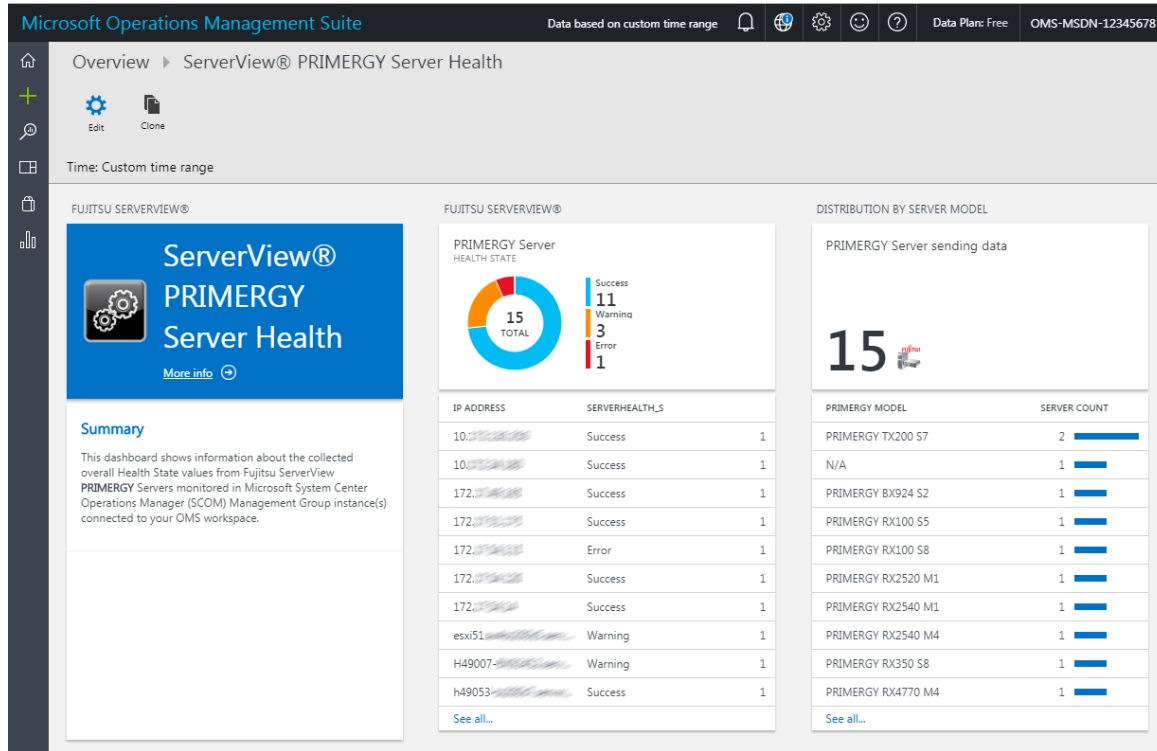 Microsoft Operations Management Suite
Data based on custom time range
Data Plan: Free
OMS-MSDN-12345678
Overview ServerView® PRIMERGY Server Health
Edit
Clone
Time: Custom time range
FUJITSU SERVERVIEW®
ServerView®
PRIMERGY
Server Health
More info
Summary
This dashboard shows information about the collected
overall Health State values from Fujitsu ServerView
PRIMERGY Servers monitored in Microsoft System Center
Operations Manager (SCOM) Management Group instance(s)
connected to your OMS workspace.
FUJITSU SERVERVIEW®
PRIMERGY Server
HEALTH STATE
15
TOTAL
Success
11
Warning
3
Error
1
IP ADDRESS SERVERHEALTH_S
10. Success 1
10. Success 1
172. Success 1
172. Success 1
172. Error 1
172. Success 1
172. Success 1
esxi51 Warning 1
H49007- Warning 1
h49053- Success 1
See all...
DISTRIBUTION BY SERVER MODEL
PRIMERGY Server sending data
15
FUJITSU
PRIMERGY MODEL SERVER COUNT
PRIMERGY TX200 S7 2
N/A 1
PRIMERGY BX924 S2 1
PRIMERGY RX100 S5 1
PRIMERGY RX100 S8 1
PRIMERGY RX2520 M1 1
PRIMERGY RX2540 M1 1
PRIMERGY RX2540 M4 1
PRIMERGY RX350 S8 1
PRIMERGY RX4770 M4 1
See all...